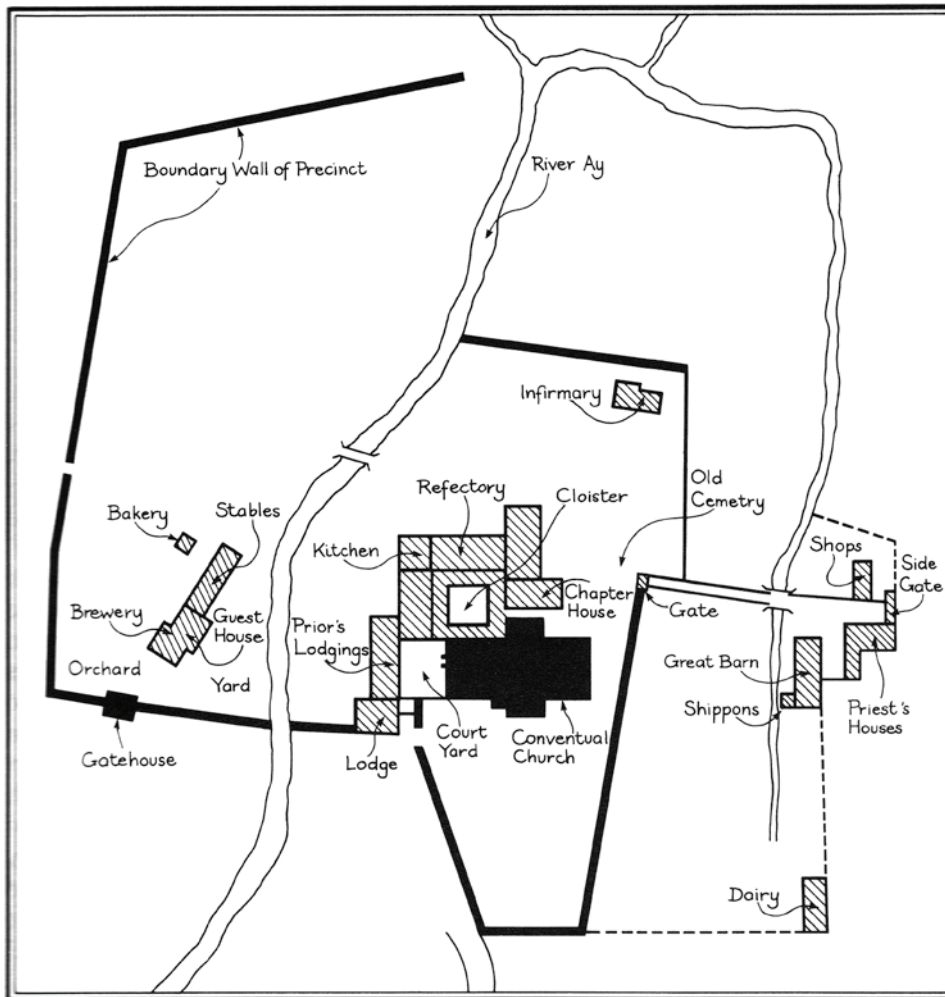 River Ay
Boundary Wall of Precinct
Infirmary
Old
Cemetry
Refectory
Cloister
Stables
Bakery
Kitchen
Shops
Side
Gate
Chapter
House
Gate
Brewery
Guest
House
Prior's
Lodgings
Orchard
Yard
Great Barn
Shippons
Priest's
Houses
Gatehouse
Lodge
Court
Yard
Conventual
Church
Dairy